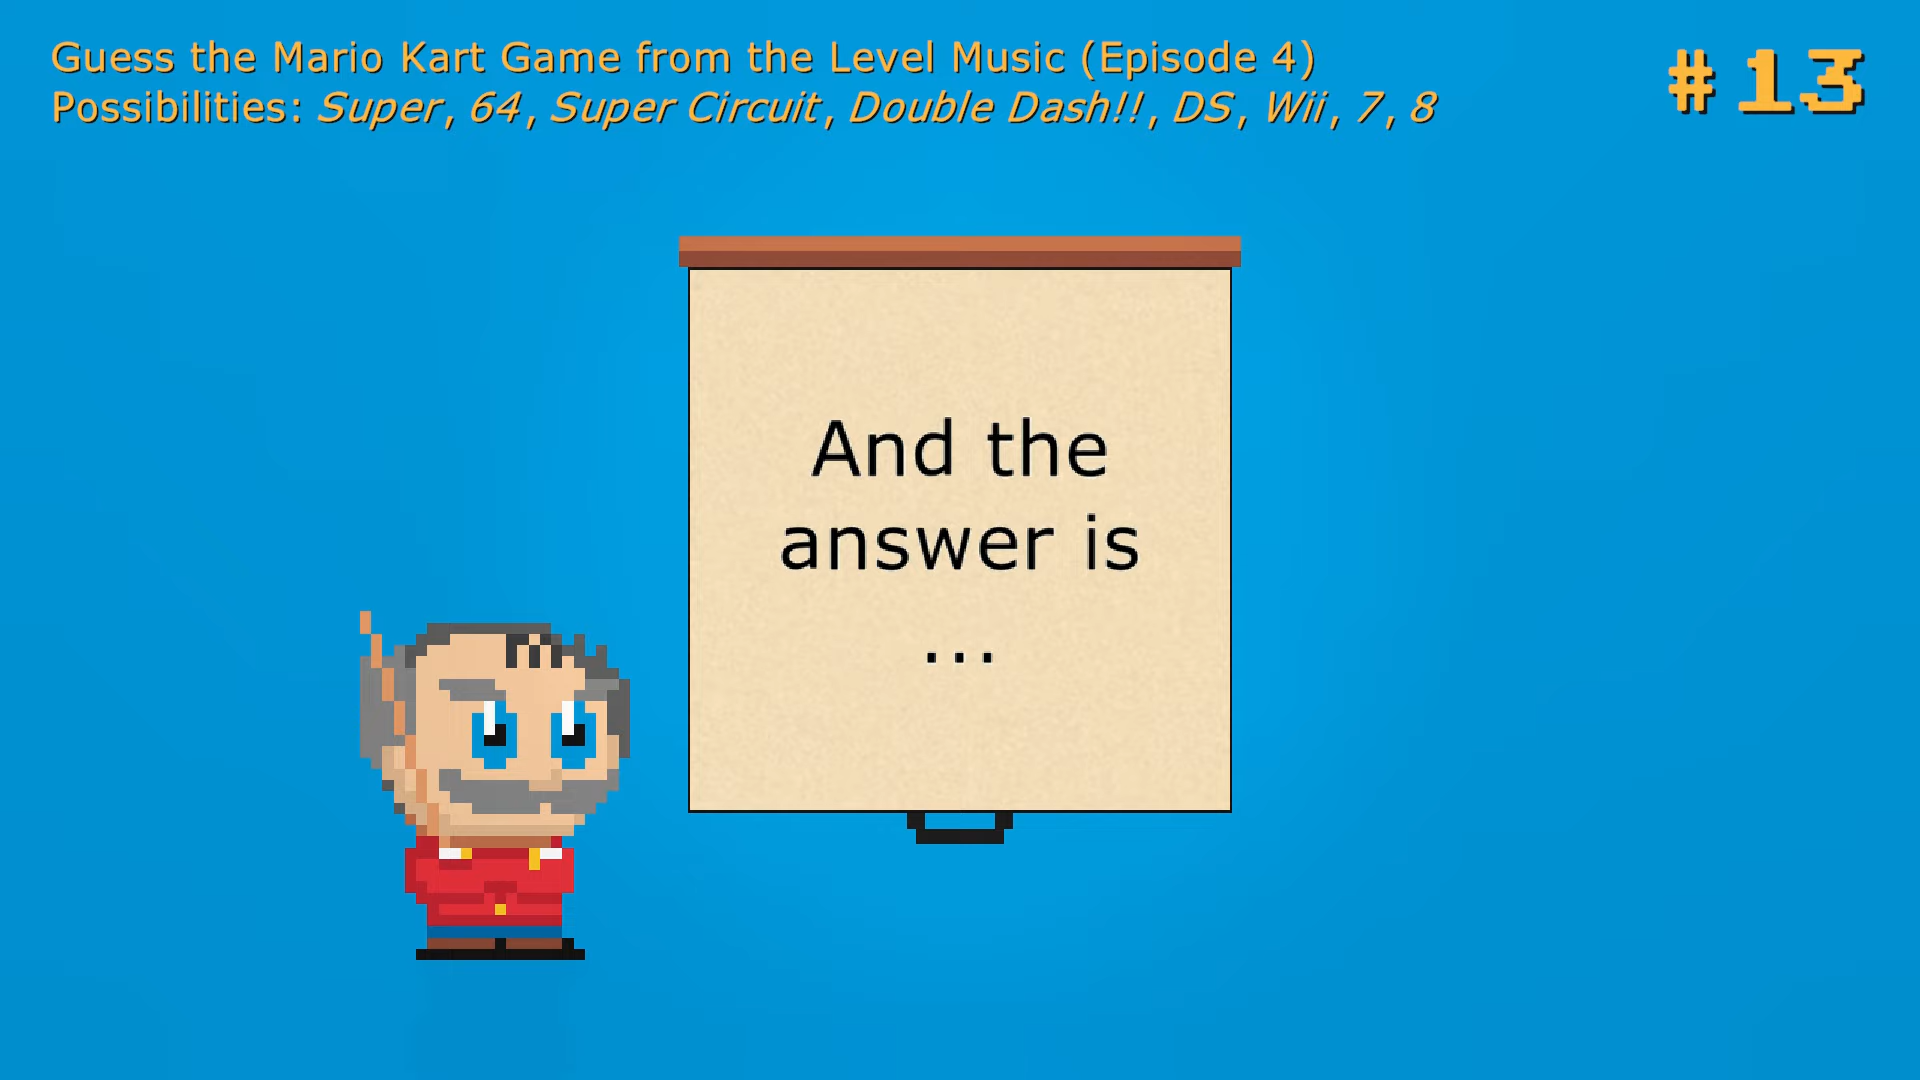 Guess the Mario Kart Game from the Level Music (Episode 4)
Possibilities: Super, 64, Super Circuit, Double Dash!!, DS, Wii, 7, 8
# 13
And the
answer is
...